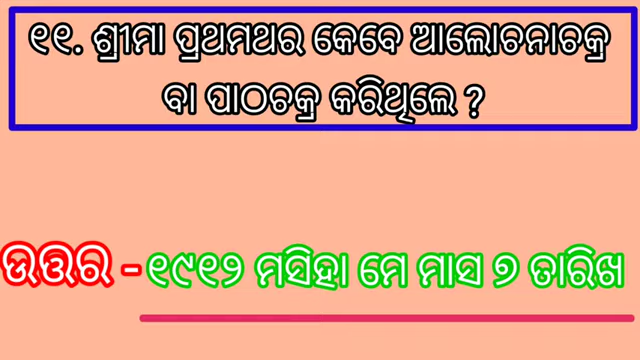 ୧୧. ଶ୍ରୀମା ପ୍ରଥମଥର କେବେ ଆଲୋଚନାଚକ୍ର
ବା ପାଠଚକ୍ର କରିଥିଲେ ?
ଉତ୍ତର - ୧୯୧୨ ମସିହା ମେ ମାସ ୭ ତାରିଖ